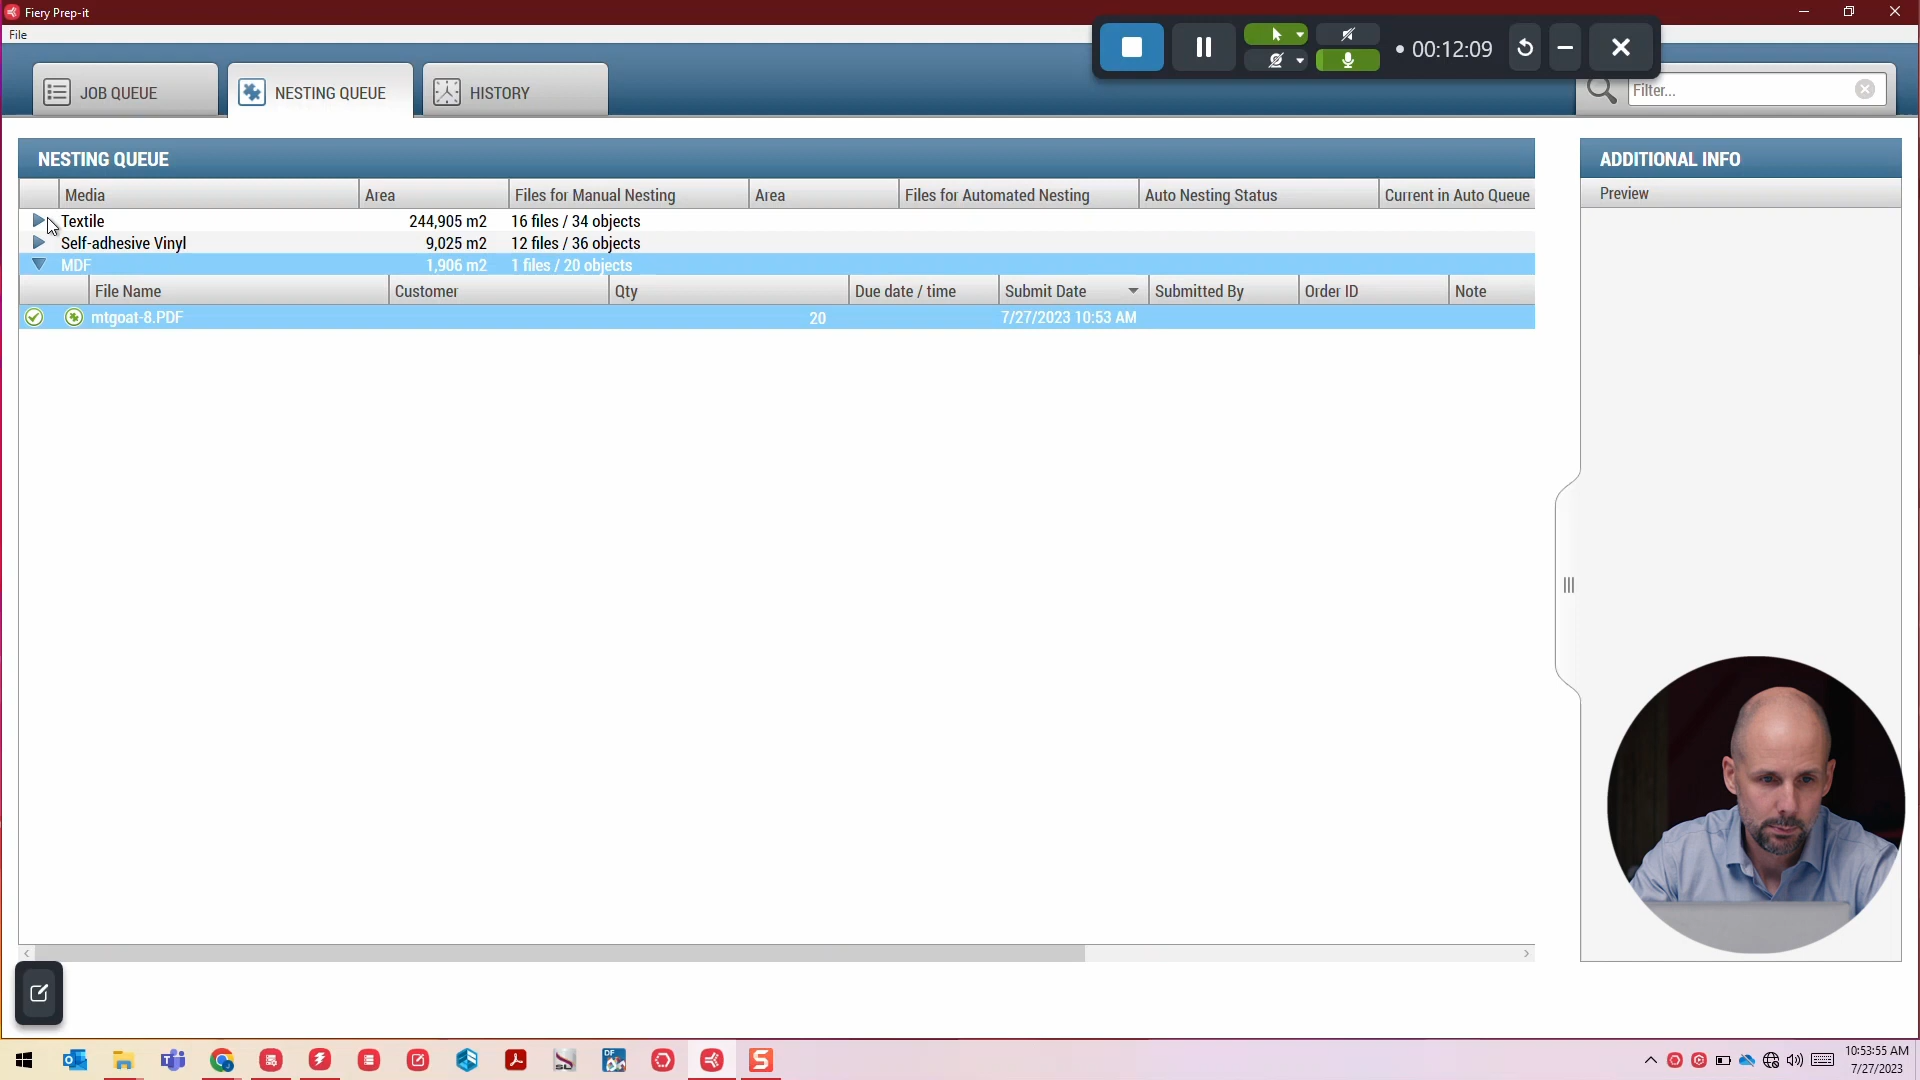 Fiery Prep-it
File
00:12:09
JOB QUEUE
NESTING QUEUE
HISTORY
Filter...
NESTING QUEUE
ADDITIONAL INFO
Media Area Files for Manual Nesting Area Files for Automated Nesting Auto Nesting Status Current in Auto Queue
Preview
Textile 244,905 m2 16 files / 34 objects
Self-adhesive Vinyl 9,025 m2 12 files / 36 objects
MDF 1,906 m2 1 files / 20 objects
File Name Customer Qty Due date / time Submit Date Submitted By Order ID Note
mtgoat-8.PDF 20 7/27/2023 10:53 AM
DF
S
10:53:55 AM
7/27/2023